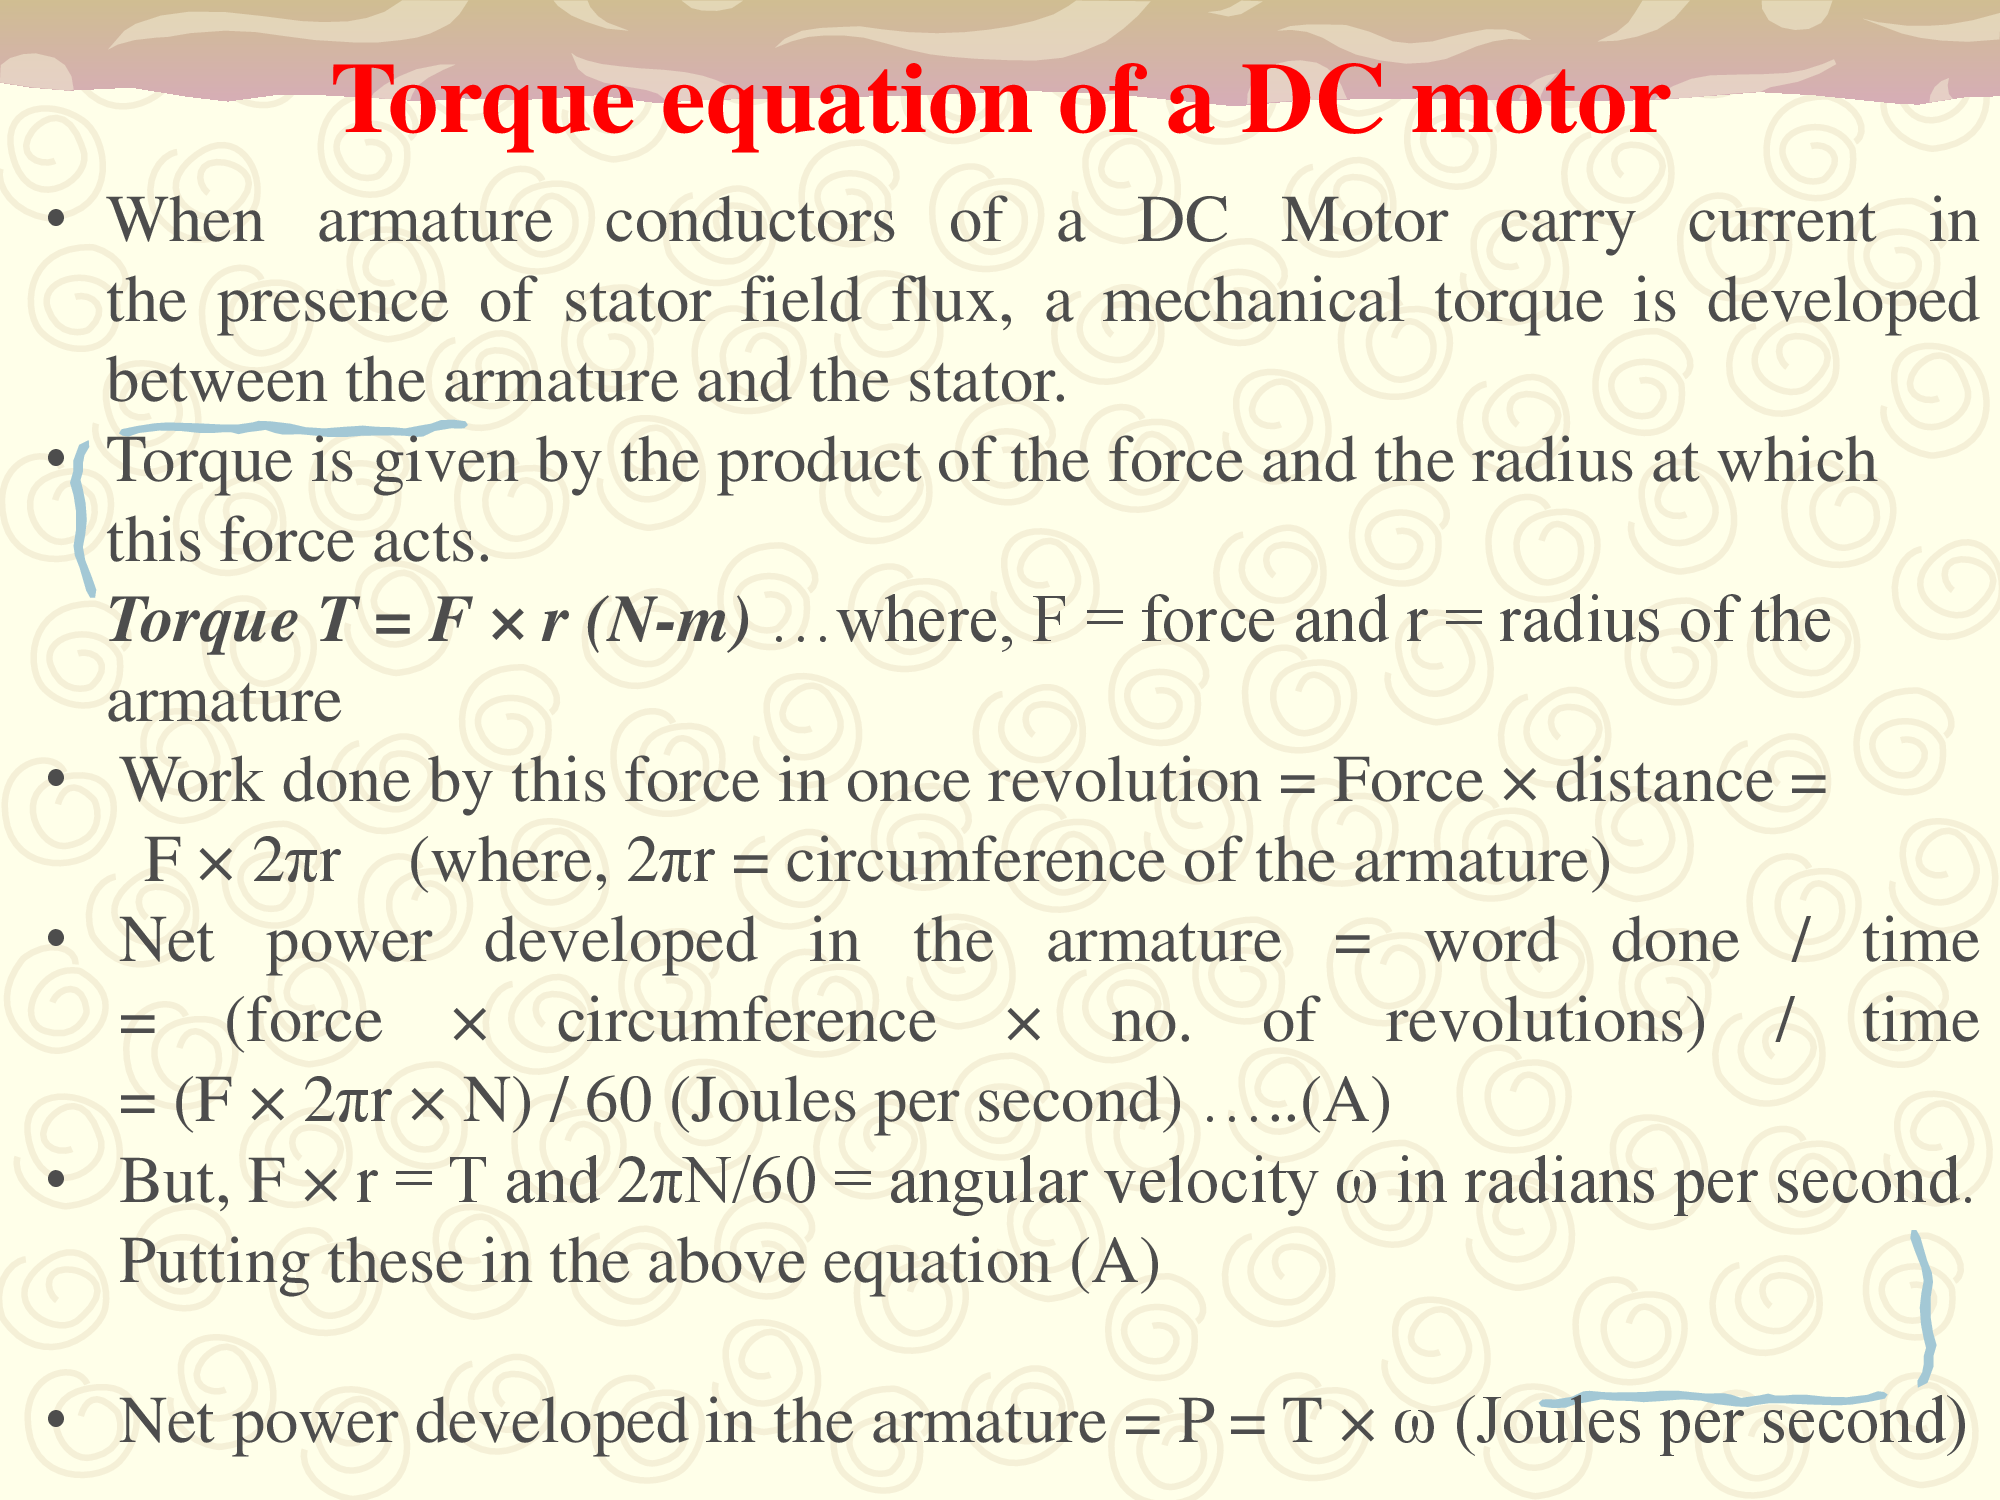 Torque equation of a DC motor
• When armature conductors of a DC Motor carry current in
the presence of stator field flux, a mechanical torque is developed
between the armature and the stator.
• Torque is given by the product of the force and the radius at which
this force acts.
Torque T = F × r (N-m) …where, F = force and r = radius of the
armature
• Work done by this force in once revolution = Force × distance =
F × 2πr (where, 2πr = circumference of the armature)
• Net power developed in the armature = word done / time
= (force × circumference × no. of revolutions) / time
= (F × 2πr × N) / 60 (Joules per second) …..(A)
• But, F × r = T and 2πN/60 = angular velocity ω in radians per second.
Putting these in the above equation (A)
• Net power developed in the armature = P = T × ω (Joules per second)